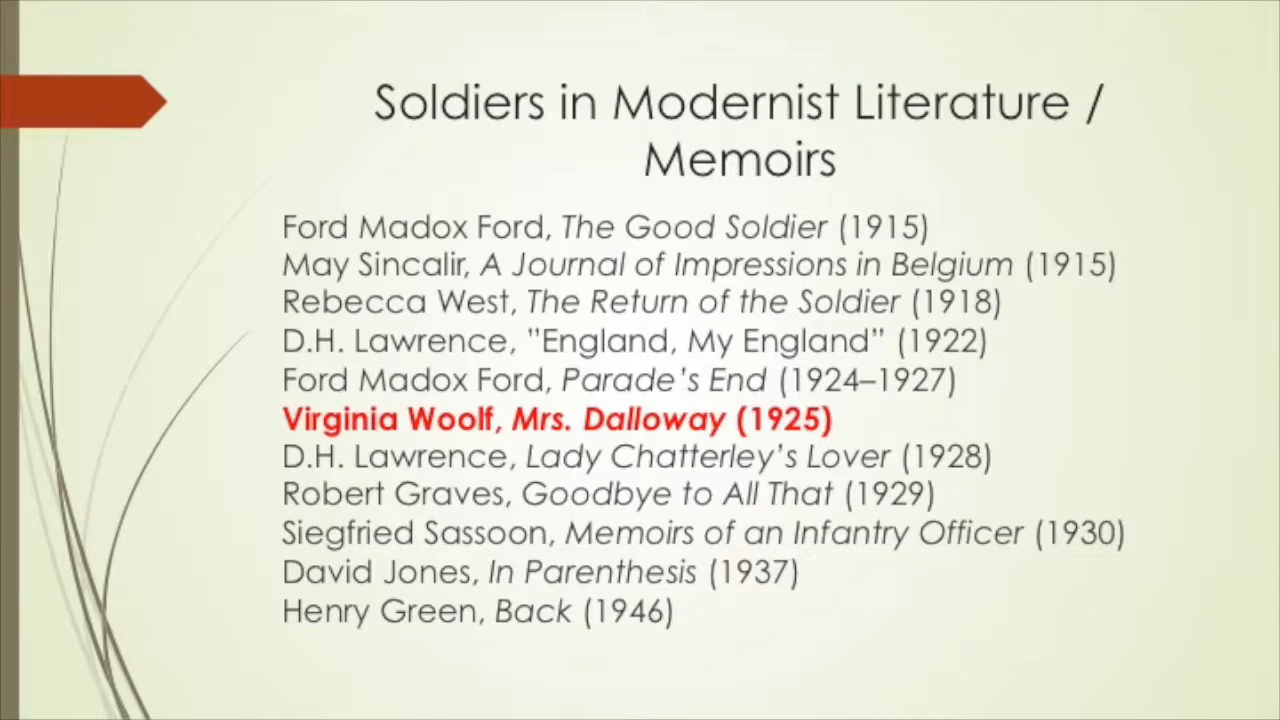 Soldiers in Modernist Literature /
Memoirs
Ford Madox Ford, The Good Soldier (1915)
May Sincalir, A Journal of Impressions in Belgium (1915)
Rebecca West, The Return of the Soldier (1918)
D.H. Lawrence, ”England, My England” (1922)
Ford Madox Ford, Parade’s End (1924–1927)
Virginia Woolf, Mrs. Dalloway (1925)
D.H. Lawrence, Lady Chatterley’s Lover (1928)
Robert Graves, Goodbye to All That (1929)
Siegfried Sassoon, Memoirs of an Infantry Officer (1930)
David Jones, In Parenthesis (1937)
Henry Green, Back (1946)